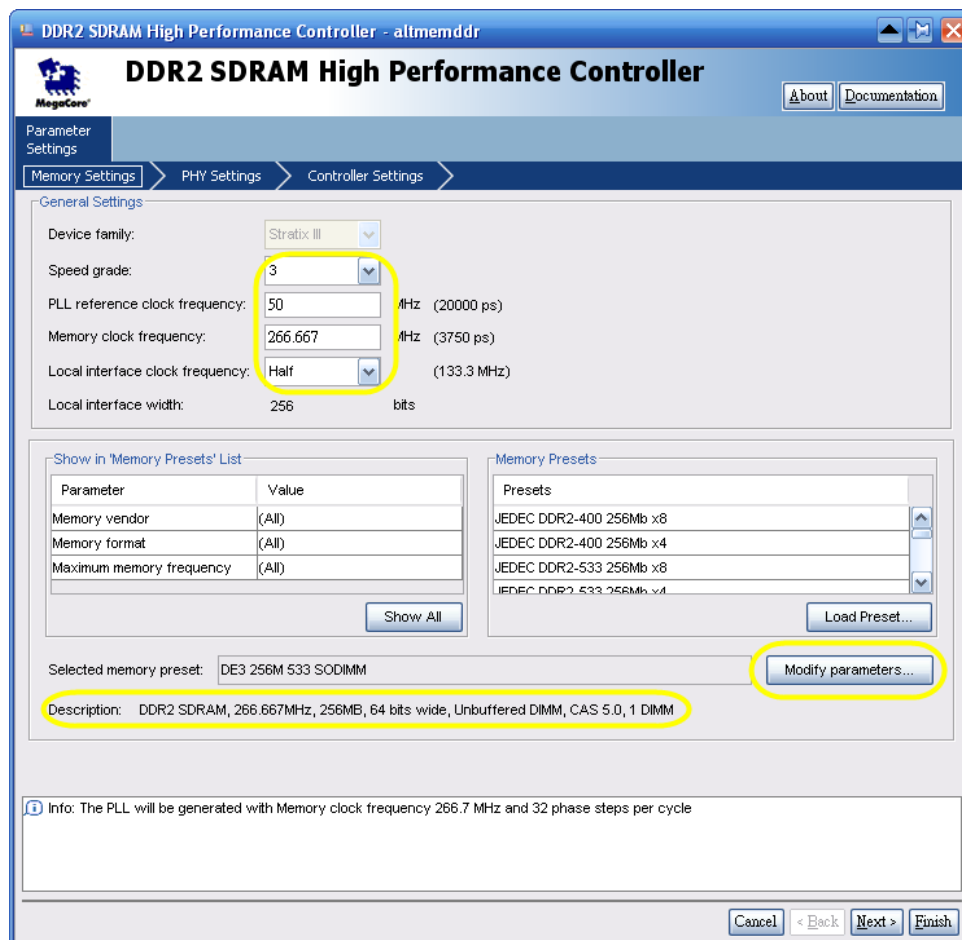 DDR2 SDRAM High Performance Controller - altmemddr
MegaCore®
DDR2 SDRAM High Performance Controller
About Documentation
Parameter
Settings
Memory Settings PHY Settings Controller Settings
General Settings
Device family: Stratix III
Speed grade: 3
PLL reference clock frequency: 50 MHz (20000 ps)
Memory clock frequency: 266.667 MHz (3750 ps)
Local interface clock frequency: Half (133.3 MHz)
Local interface width: 256 bits
Show in 'Memory Presets' List
Parameter Value
Memory vendor (All)
Memory format (All)
Maximum memory frequency (All)
Show All
Memory Presets
Presets
JEDEC DDR2-400 256Mb x8
JEDEC DDR2-400 256Mb x4
JEDEC DDR2-533 256Mb x8
JEDEC DDR2-533 256Mb x4
Load Preset...
Selected memory preset: DE3 256M 533 SODIMM Modify parameters...
Description: DDR2 SDRAM, 266.667MHz, 256MB, 64 bits wide, Unbuffered DIMM, CAS 5.0, 1 DIMM
Info: The PLL will be generated with Memory clock frequency 266.7 MHz and 32 phase steps per cycle
Cancel < Back Next > Finish